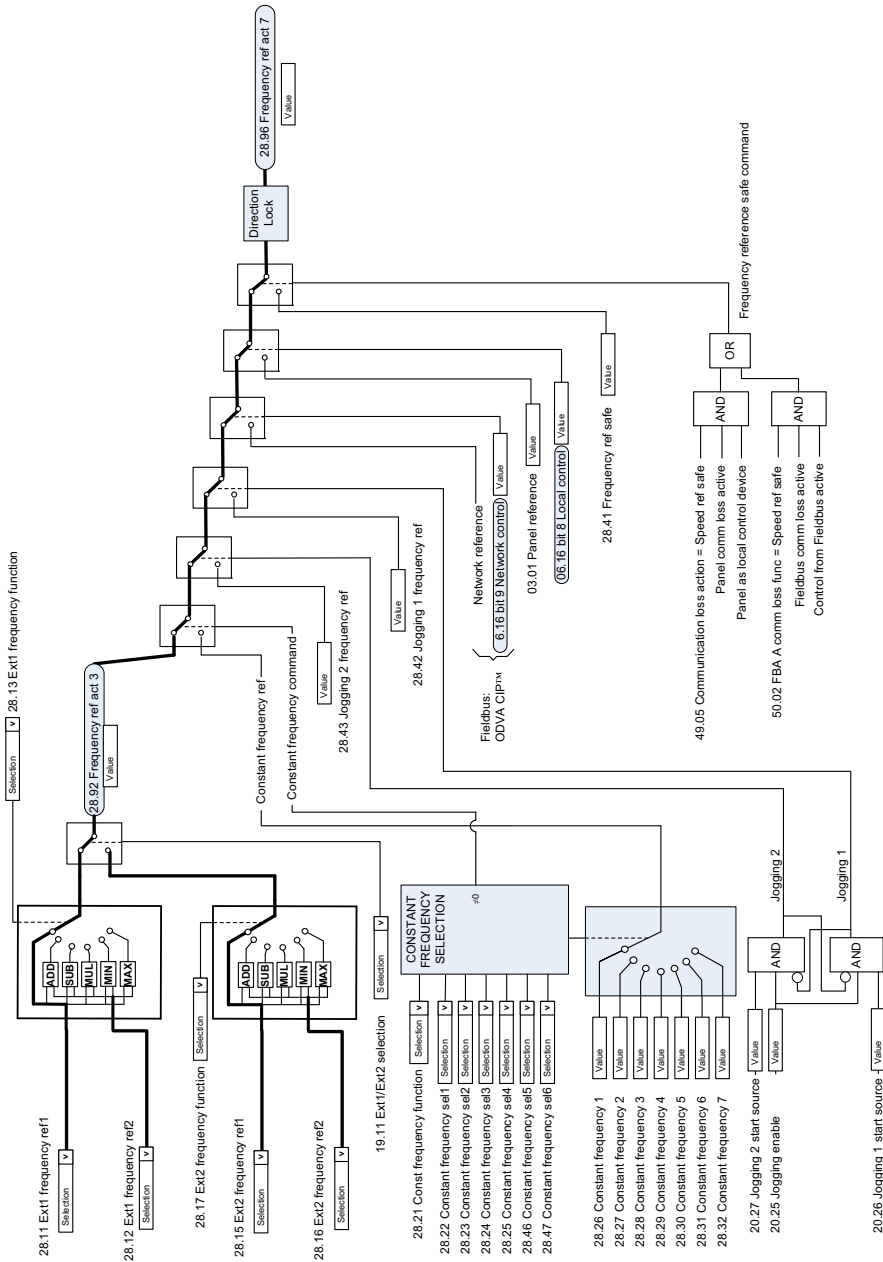 28.11 Ext1 frequency ref1
Selection v
28.12 Ext1 frequency ref2
Selection v
ADD
SUB
MUL
MIN
MAX
Selection v 28.13 Ext1 frequency function
28.17 Ext2 frequency function Selection v
28.15 Ext2 frequency ref1
Selection v
28.16 Ext2 frequency ref2
Selection v
ADD
SUB
MUL
MIN
MAX
19.11 Ext1/Ext2 selection Selection v
28.92 Frequency ref act 3
Value
Constant frequency ref
Constant frequency command
28.21 Const frequency function Selection v
28.22 Constant frequency sel1 Selection v
28.23 Constant frequency sel2 Selection v
28.24 Constant frequency sel3 Selection v
28.25 Constant frequency sel4 Selection v
28.46 Constant frequency sel5 Selection v
28.47 Constant frequency sel6 Selection v
CONSTANT
FREQUENCY
SELECTION
≠0
28.26 Constant frequency 1 Value
28.27 Constant frequency 2 Value
28.28 Constant frequency 3 Value
28.29 Constant frequency 4 Value
28.30 Constant frequency 5 Value
28.31 Constant frequency 6 Value
28.32 Constant frequency 7 Value
20.27 Jogging 2 start source Value
20.25 Jogging enable Value
20.26 Jogging 1 start source Value
AND
AND
Jogging 2
Jogging 1
Value
28.43 Jogging 2 frequency ref
Value
28.42 Jogging 1 frequency ref
Fieldbus:
ODVA CIP™
Network reference
6.16 bit 9 Network control Value
03.01 Panel reference Value
06.16 bit 8 Local control Value
28.41 Frequency ref safe Value
49.05 Communication loss action = Speed ref safe
Panel comm loss active
Panel as local control device
AND
50.02 FBA A comm loss func = Speed ref safe
Fieldbus comm loss active
Control from Fieldbus active
AND
OR
Frequency reference safe command
Direction
Lock
28.96 Frequency ref act 7
Value